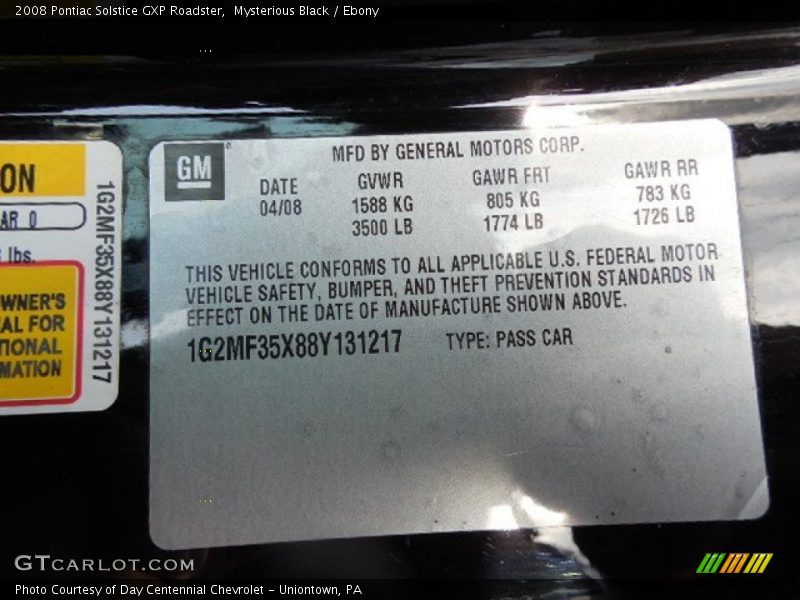 2008 Pontiac Solstice GXP Roadster,  Mysterious Black / Ebony
ON
AR 0
lbs.
OWNER'S
AL FOR
TIONAL
MATION
1G2MF35X88Y131217
GM
MFD BY GENERAL MOTORS CORP.
DATE GVWR GAWR FRT GAWR RR
04/08 1588 KG 805 KG 783 KG
3500 LB 1774 LB 1726 LB
THIS VEHICLE CONFORMS TO ALL APPLICABLE U.S. FEDERAL MOTOR
VEHICLE SAFETY, BUMPER, AND THEFT PREVENTION STANDARDS IN
EFFECT ON THE DATE OF MANUFACTURE SHOWN ABOVE.
1G2MF35X88Y131217 TYPE: PASS CAR
GTCARLOT.COM
Photo Courtesy of Day Centennial Chevrolet - Uniontown, PA